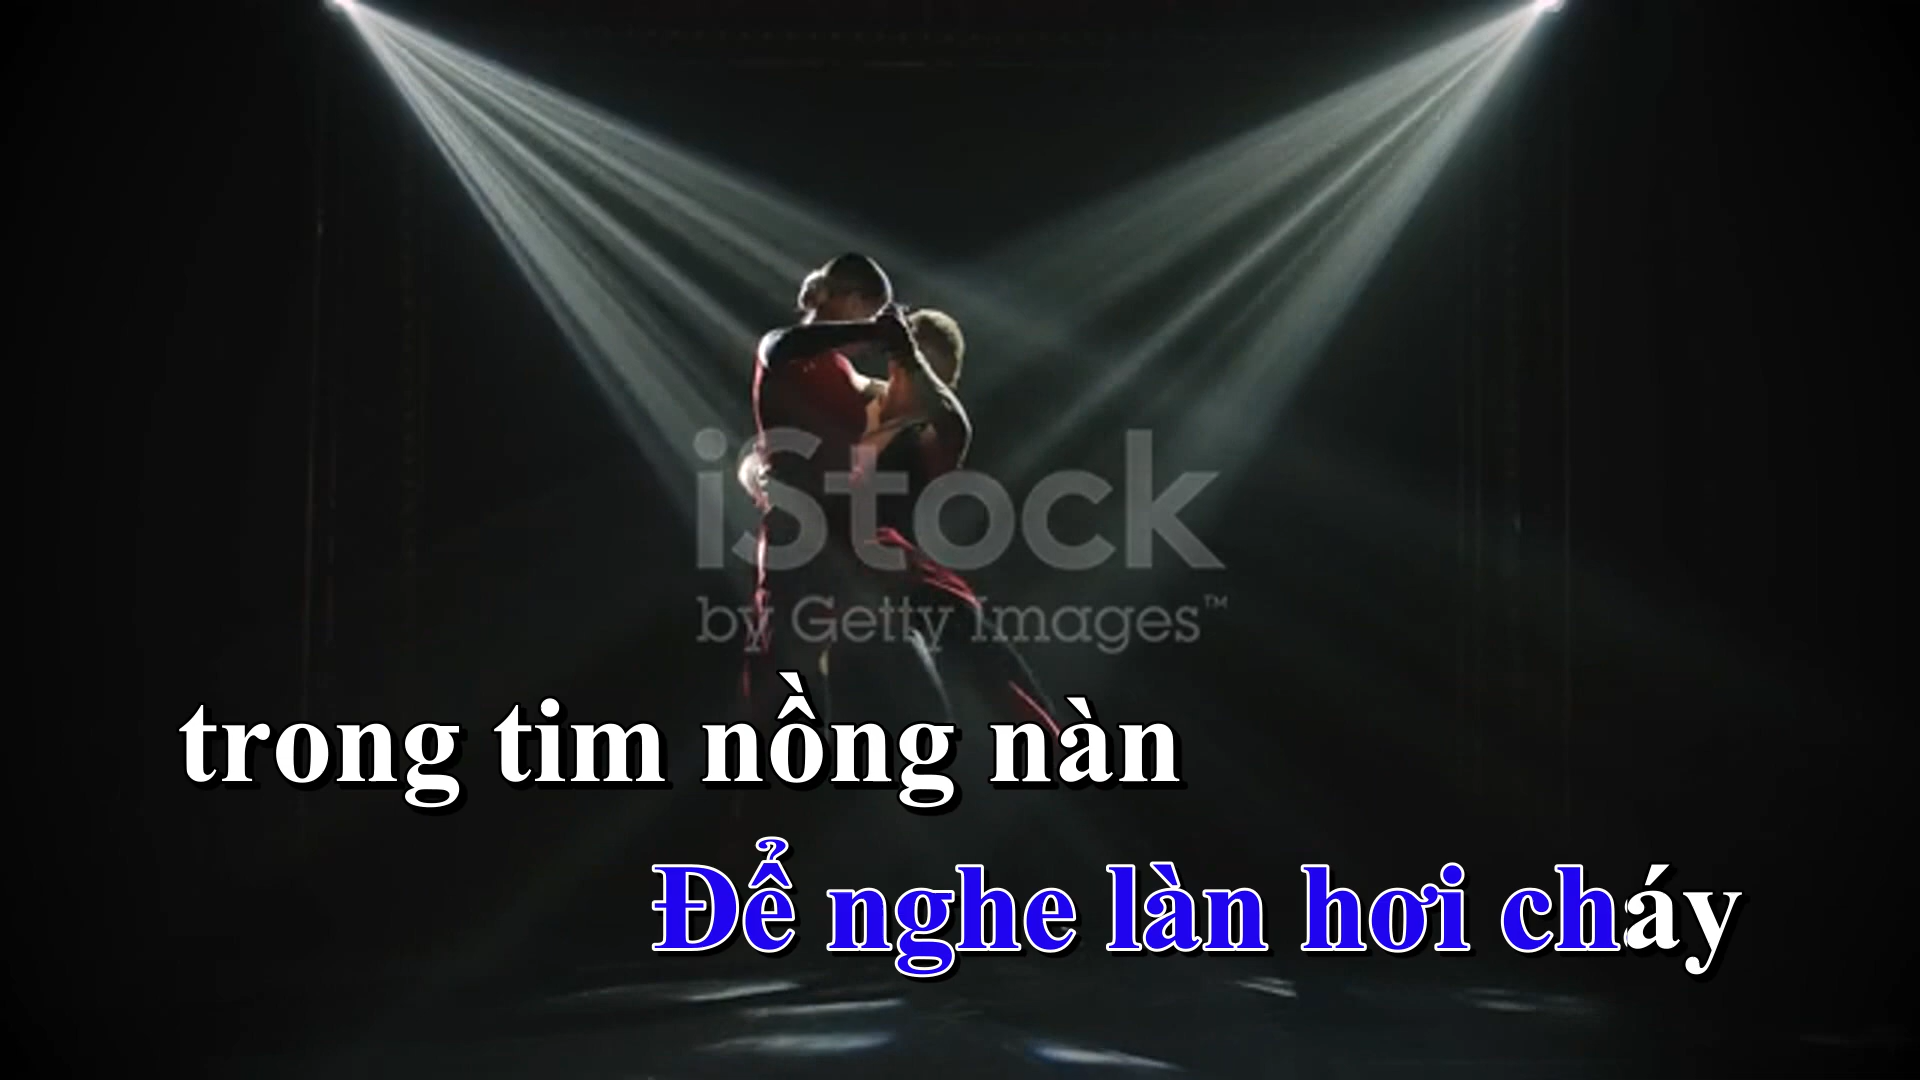 iStock
by Getty Images™
trong tim nồng nàn
Để nghe làn hơi cháy